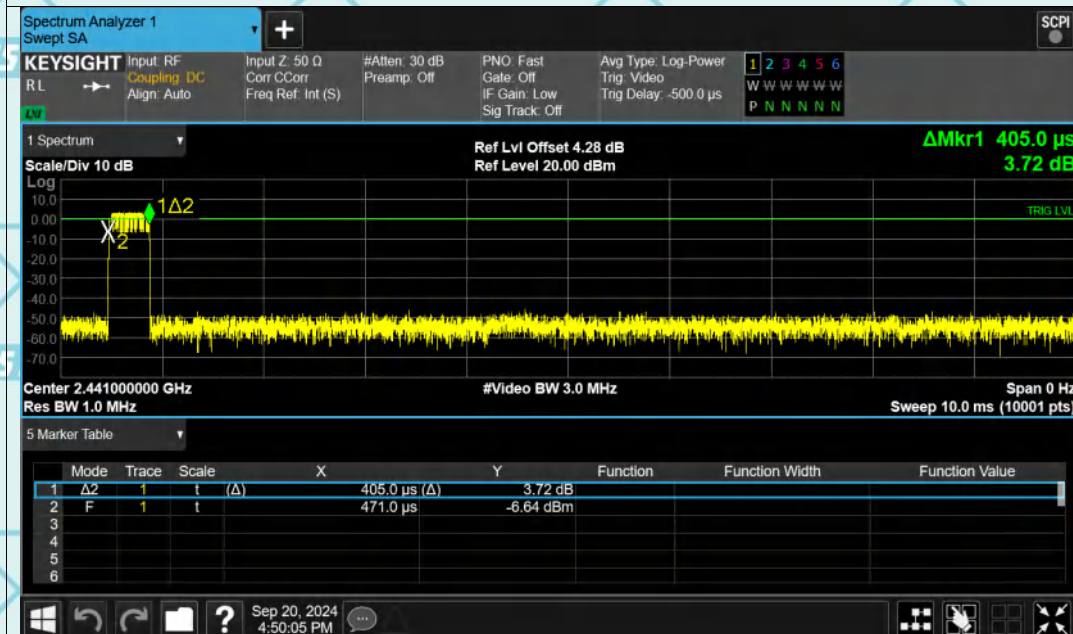 Spectrum Analyzer 1
Swept SA
+
SCPI
KEYSIGHT
RL
LXI
Input: RF
Coupling: DC
Align: Auto
Input Z: 50 Ω
Corr CCorr
Freq Ref: Int (S)
#Atten: 30 dB
Preamp: Off
PNO: Fast
Gate: Off
IF Gain: Low
Sig Track: Off
Avg Type: Log-Power
Trig: Video
Trig Delay: -500.0 μs
1 2 3 4 5 6
W W W W W W
P N N N N N
1 Spectrum
Scale/Div 10 dB
Ref Lvl Offset 4.28 dB
Ref Level 20.00 dBm
ΔMkr1 405.0 μs
3.72 dB
Log
10.0
0.00
-10.0
-20.0
-30.0
-40.0
-50.0
-60.0
-70.0
1Δ2
X2
TRIG LVL
Center 2.441000000 GHz
#Video BW 3.0 MHz
Span 0 Hz
Res BW 1.0 MHz
Sweep 10.0 ms (10001 pts)
5 Marker Table
Mode Trace Scale X Y Function Function Width Function Value
1 Δ2 1 t (Δ) 405.0 μs (Δ) 3.72 dB
2 F 1 t 471.0 μs -6.64 dBm
3
4
5
6
?
Sep 20, 2024
4:50:05 PM